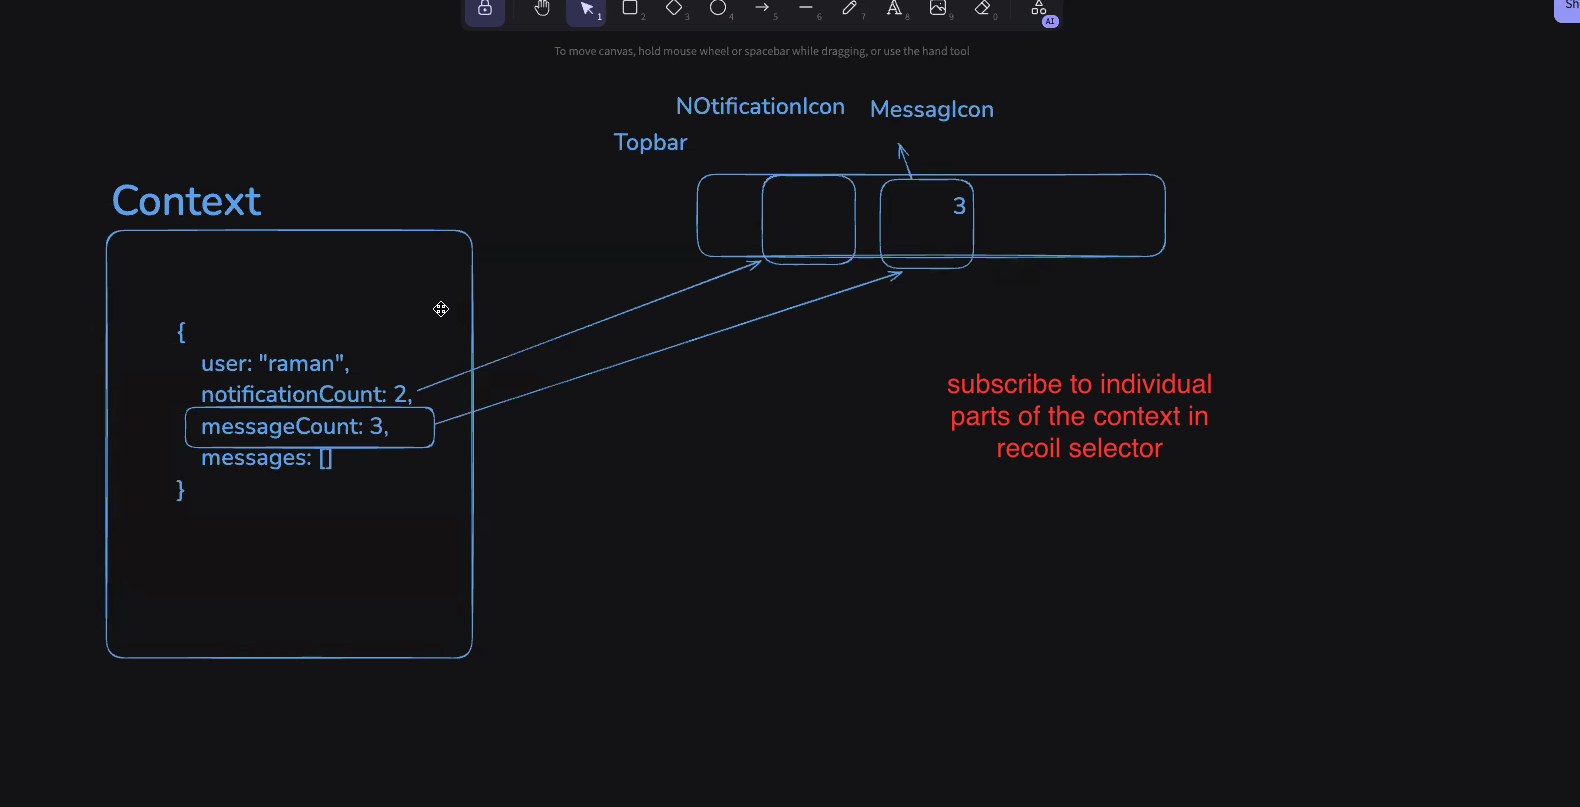 Sh
1
2
3
4
5
6
7
A
8
9
0
AI
To move canvas, hold mouse wheel or spacebar while dragging, or use the hand tool
NOtificationIcon
MessagIcon
Topbar
Context
3
{
user: "raman",
notificationCount: 2,
messageCount: 3,
messages: []
}
subscribe to individual
parts of the context in
recoil selector